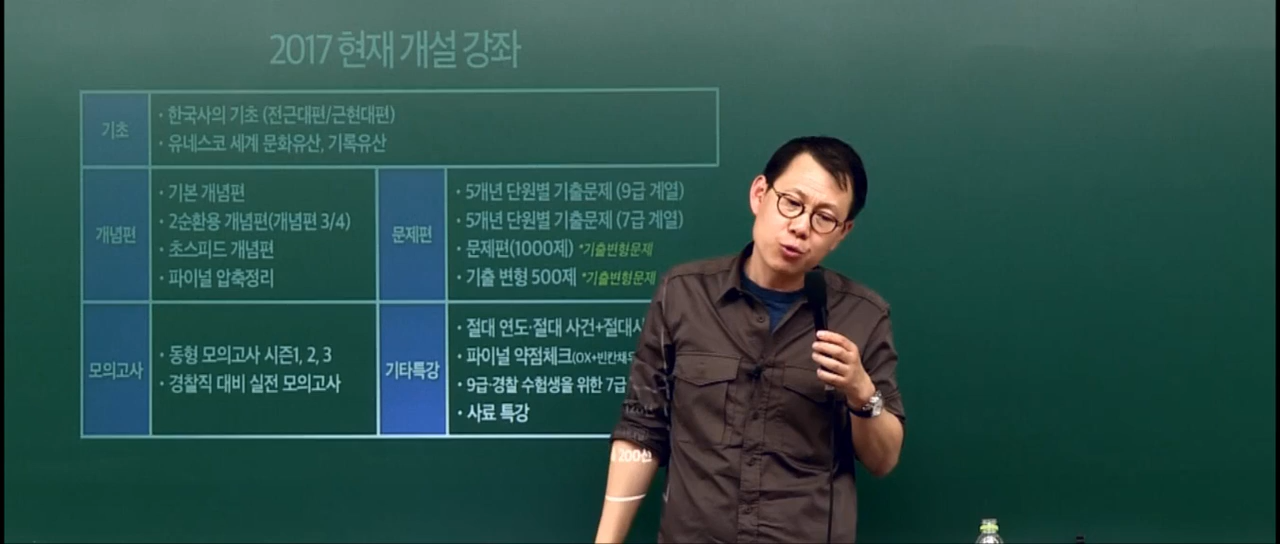 2017 현재 개설 강좌
기초
· 한국사의 기초 (전근대편/근현대편)
· 유네스코 세계 문화유산, 기록유산
개념편
· 기본 개념편
· 2순환용 개념편(개념편 3/4)
· 초스피드 개념편
· 파이널 압축정리
문제편
· 5개년 단원별 기출문제 (9급 계열)
· 5개년 단원별 기출문제 (7급 계열)
· 문제편(1000제) *기출변형문제
· 기출 변형 500제 *기출변형문제
모의고사
· 동형 모의고사 시즌1, 2, 3
· 경찰직 대비 실전 모의고사
기타특강
· 절대 연도·절대 사건+절대사
· 파이널 약점체크(OX+빈칸채우
· 9급·경찰 수험생을 위한 7급
· 사료 특강
200선